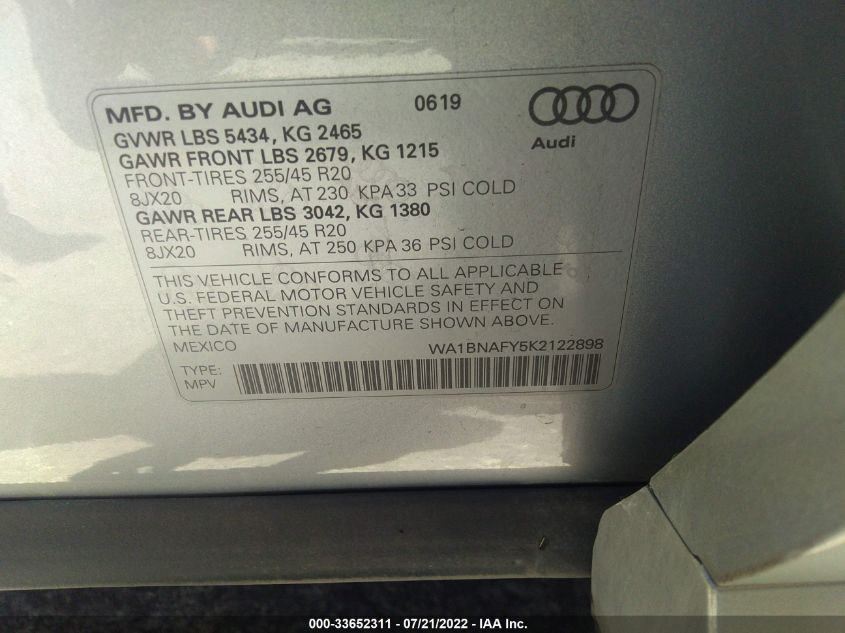 MFD. BY AUDI AG 0619
GVWR LBS 5434, KG 2465
Audi
GAWR FRONT LBS 2679, KG 1215
FRONT-TIRES 255/45 R20
8JX20 RIMS, AT 230 KPA 33 PSI COLD
GAWR REAR LBS 3042, KG 1380
REAR-TIRES 255/45 R20
8JX20 RIMS, AT 250 KPA 36 PSI COLD
THIS VEHICLE CONFORMS TO ALL APPLICABLE
U.S. FEDERAL MOTOR VEHICLE SAFETY AND
THEFT PREVENTION STANDARDS IN EFFECT ON
THE DATE OF MANUFACTURE SHOWN ABOVE.
MEXICO WA1BNAFY5K2122898
TYPE:
MPV
000-33652311 - 07/21/2022 - IAA Inc.